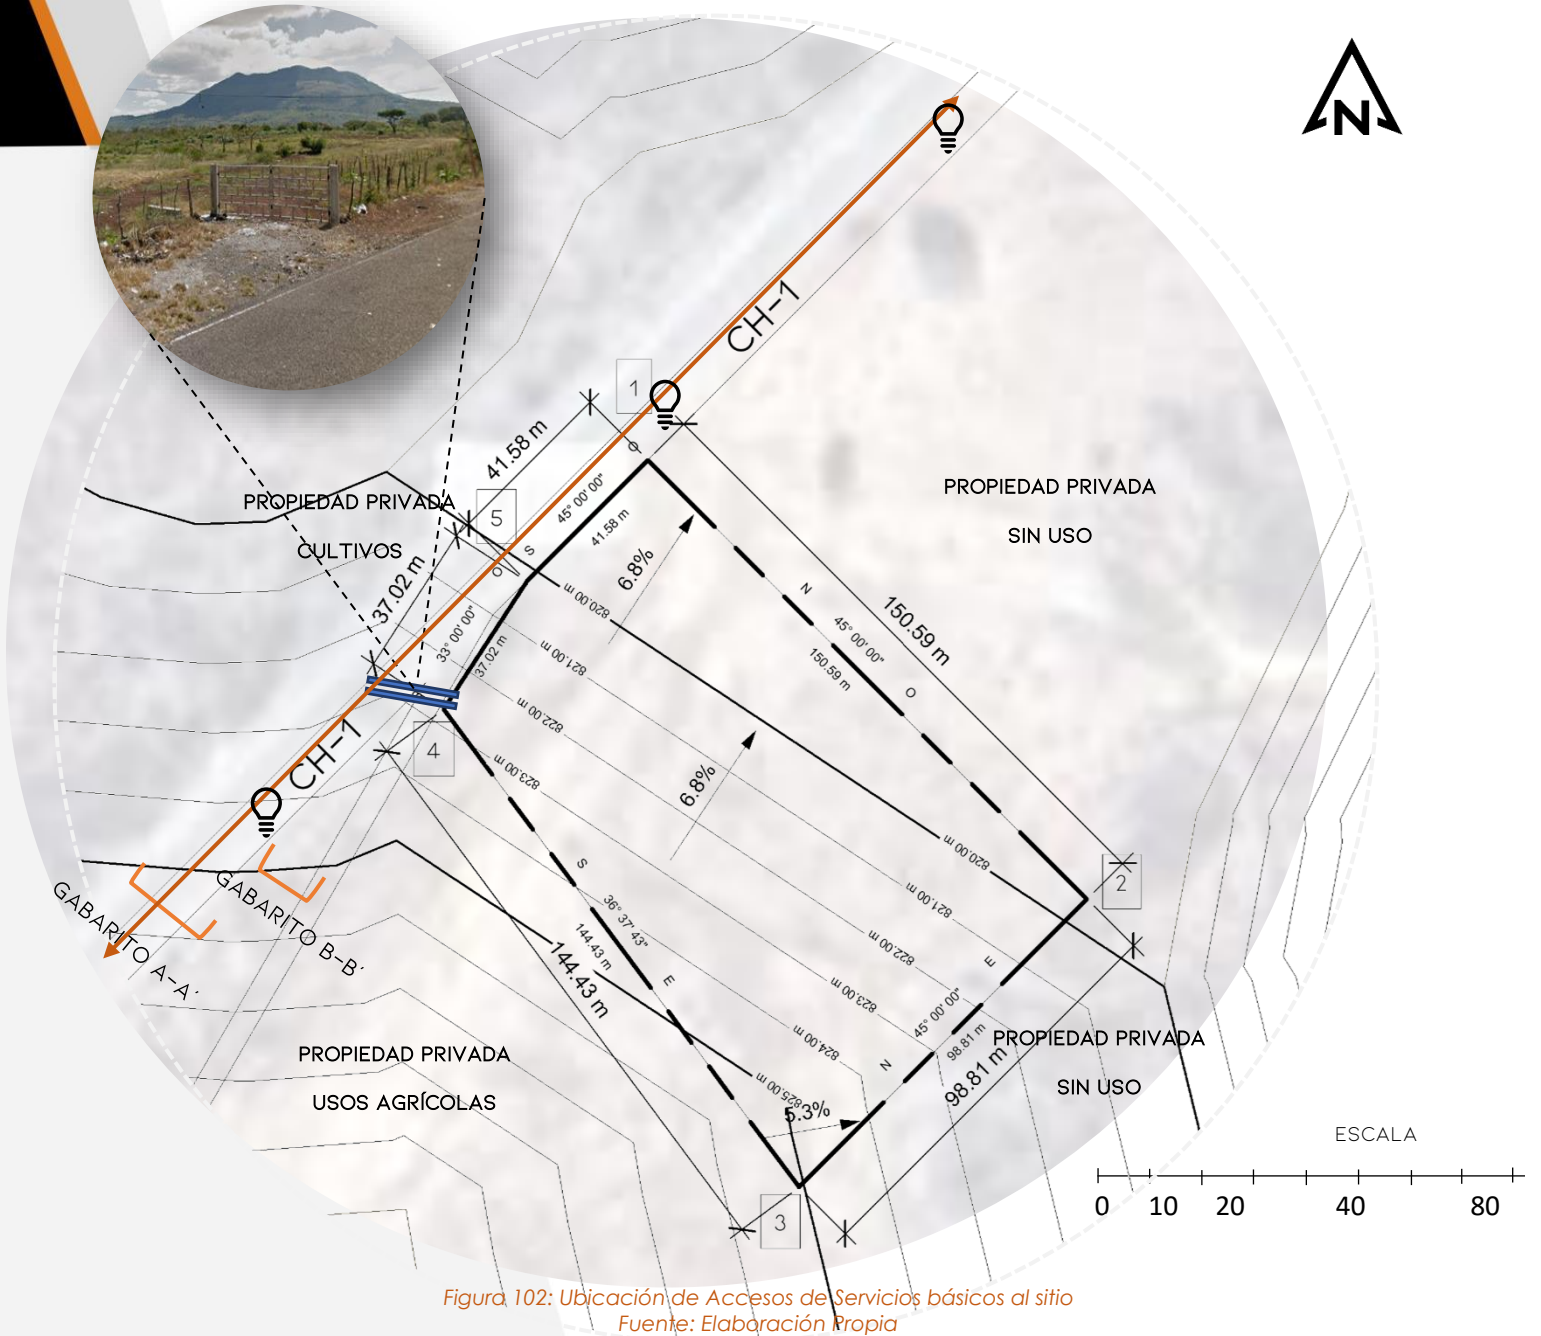 N
CH-1
1
41.58 m
5
45° 00' 00"
41.58 m
PROPIEDAD PRIVADA
CULTIVOS
PROPIEDAD PRIVADA
SIN USO
O
S
6.8%
37.02 m
33° 00' 00"
37.02 m
820.00 m
821.00 m
822.00 m
823.00 m
N
45° 00' 00"
150.59 m
O
150.59 m
6.8%
4
CH-1
820.00 m
821.00 m
822.00 m
823.00 m
824.00 m
825.00 m
2
GABARITO A-A'
GABARITO B-B'
S
36° 37' 43"
144.43 m
E
144.43 m
E
45° 00' 00"
98.81 m
N
98.81 m
PROPIEDAD PRIVADA
SIN USO
PROPIEDAD PRIVADA
USOS AGRÍCOLAS
5.3%
3
ESCALA
0 10 20 40 80
Figura 102: Ubicación de Accesos de Servicios básicos al sitio
Fuente: Elaboración Propia